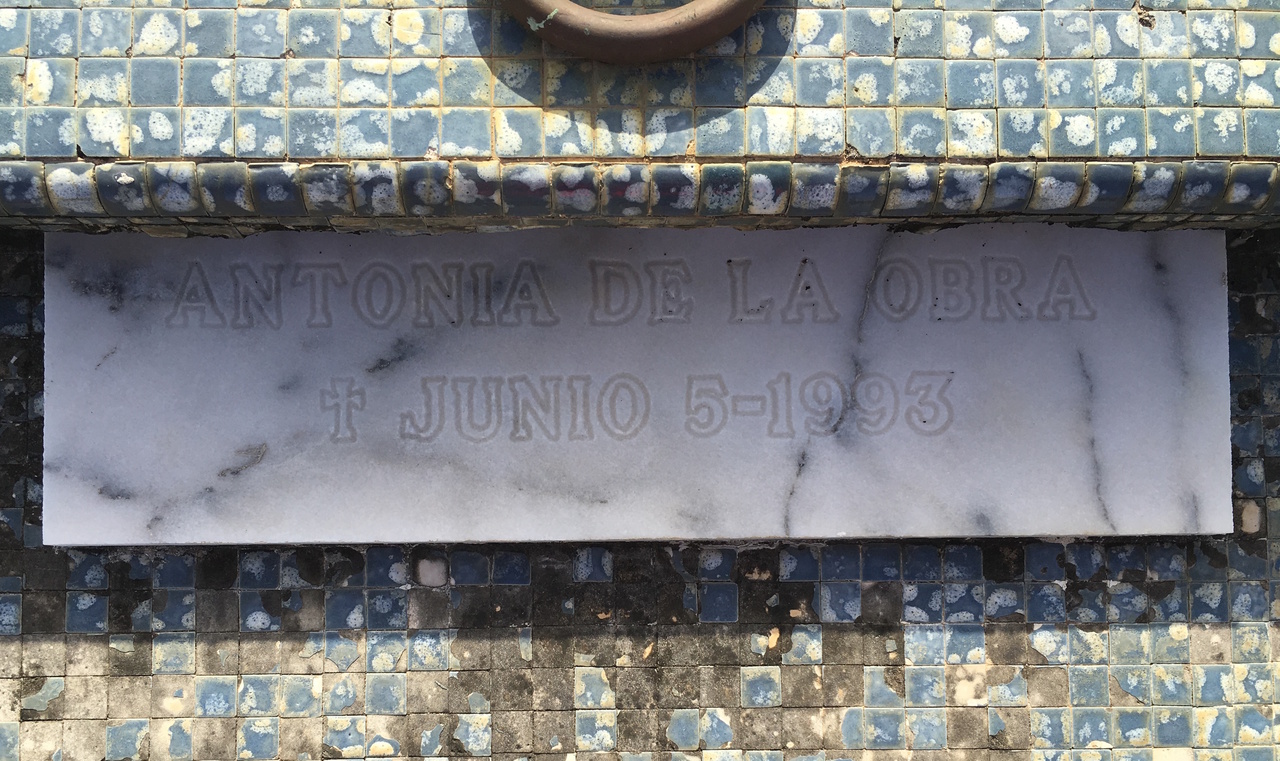 ANTONIA DE LA OBRA
✝ JUNIO 5-1993